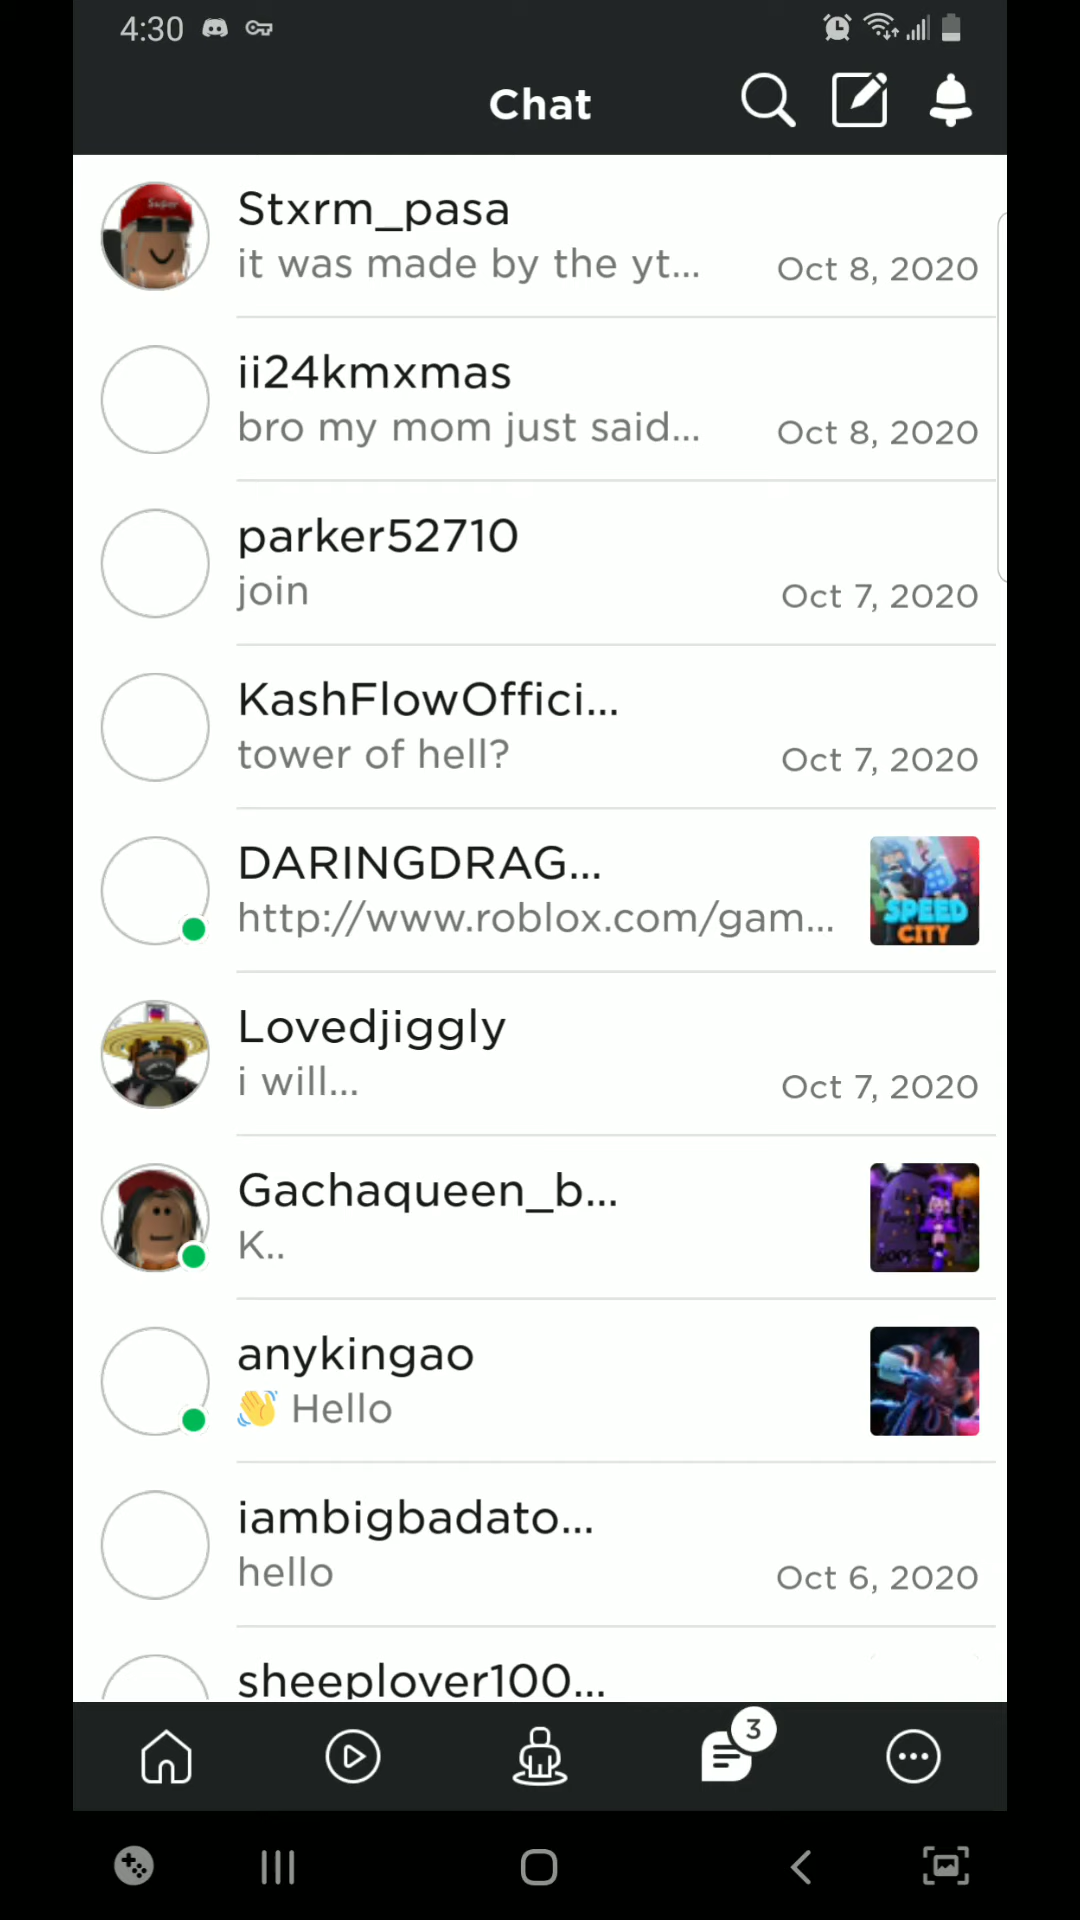 4:30
Chat
Stxrm_pasa
it was made by the yt...
Oct 8, 2020
ii24kmxmas
bro my mom just said...
Oct 8, 2020
parker52710
join
Oct 7, 2020
KashFlowOffici...
tower of hell?
Oct 7, 2020
DARINGDRAG...
http://www.roblox.com/gam...
SPEED
CITY
Lovedjiggly
i will...
Oct 7, 2020
Gachaqueen_b...
K..
anykingao
👋 Hello
iambigbadato...
hello
Oct 6, 2020
sheeplover100...
3